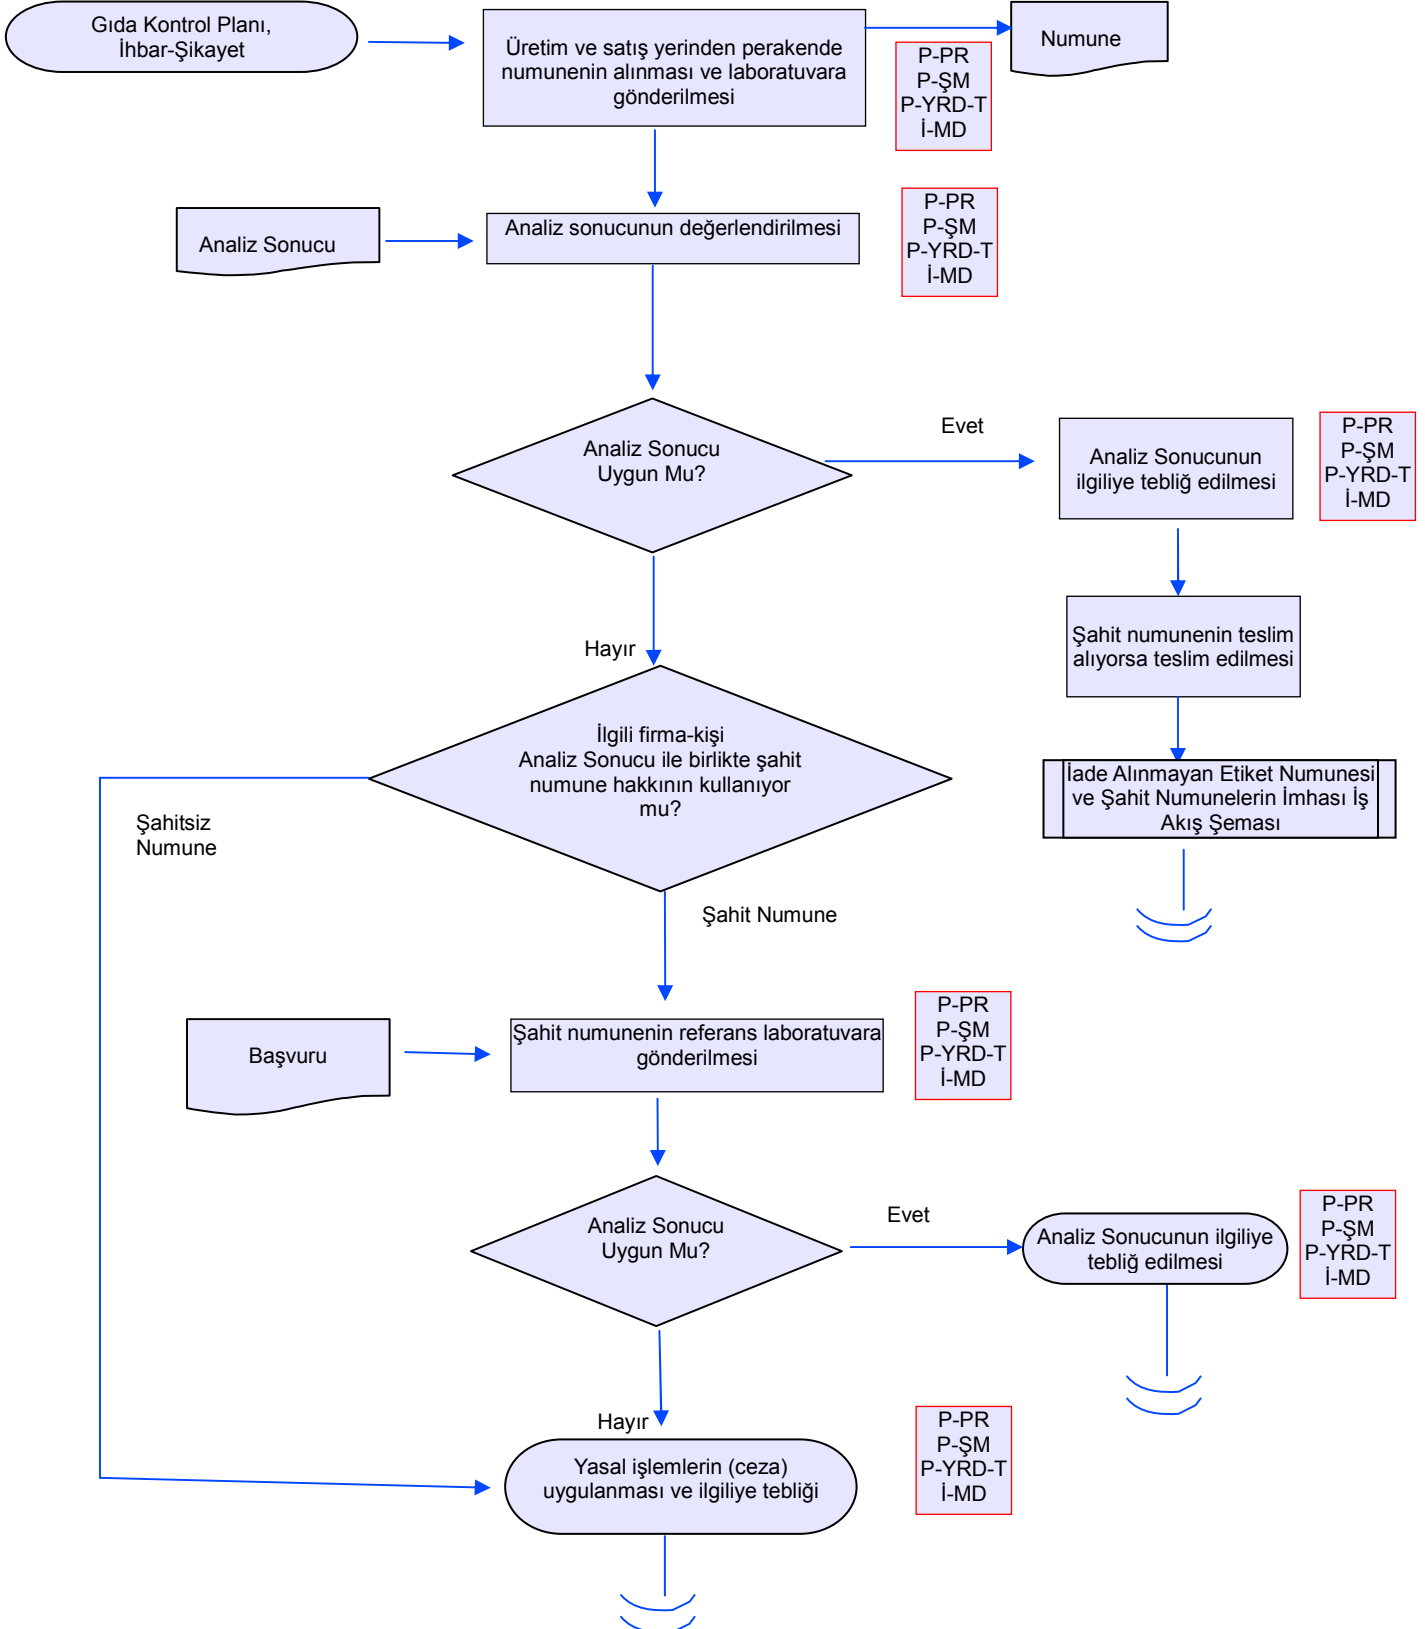 Gıda Kontrol Planı,
İhbar-Şikayet
Üretim ve satış yerinden perakende
numunenin alınması ve laboratuvara
gönderilmesi
P-PR
P-ŞM
P-YRD-T
İ-MD
Numune
Analiz Sonucu
Analiz sonucunun değerlendirilmesi
P-PR
P-ŞM
P-YRD-T
İ-MD
Analiz Sonucu
Uygun Mu?
Evet
Analiz Sonucunun
ilgiliye tebliğ edilmesi
P-PR
P-ŞM
P-YRD-T
İ-MD
Şahit numunenin teslim
alıyorsa teslim edilmesi
İade Alınmayan Etiket Numunesi
ve Şahit Numunelerin İmhası İş
Akış Şeması
Hayır
İlgili firma-kişi
Analiz Sonucu ile birlikte şahit
numune hakkının kullanıyor
mu?
Şahitsiz
Numune
Şahit Numune
Başvuru
Şahit numunenin referans laboratuvara
gönderilmesi
P-PR
P-ŞM
P-YRD-T
İ-MD
Analiz Sonucu
Uygun Mu?
Evet
Analiz Sonucunun ilgiliye
tebliğ edilmesi
P-PR
P-ŞM
P-YRD-T
İ-MD
Hayır
Yasal işlemlerin (ceza)
uygulanması ve ilgiliye tebliği
P-PR
P-ŞM
P-YRD-T
İ-MD